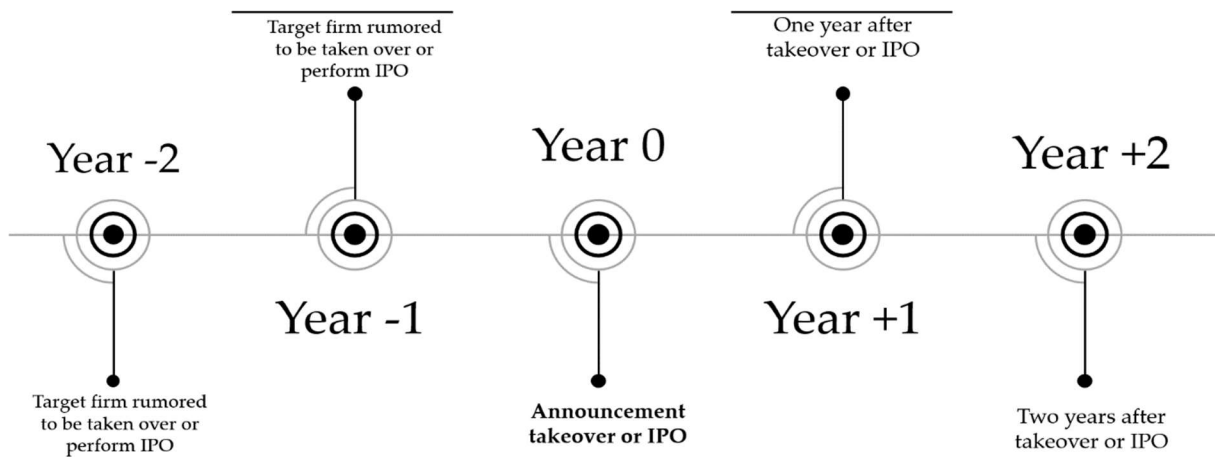 Target firm rumored
to be taken over or
perform IPO
One year after
takeover or IPO
Year -2
Year 0
Year +2
Year -1
Year +1
Target firm rumored
to be taken over or
perform IPO
Announcement
takeover or IPO
Two years after
takeover or IPO